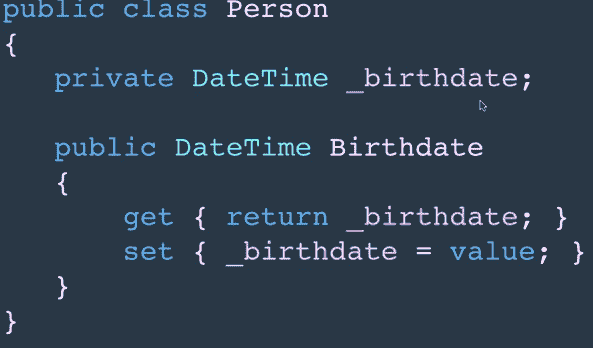 public class Person
{
private DateTime _birthdate;
public DateTime Birthdate
{
get { return _birthdate; }
set { _birthdate = value; }
}
}